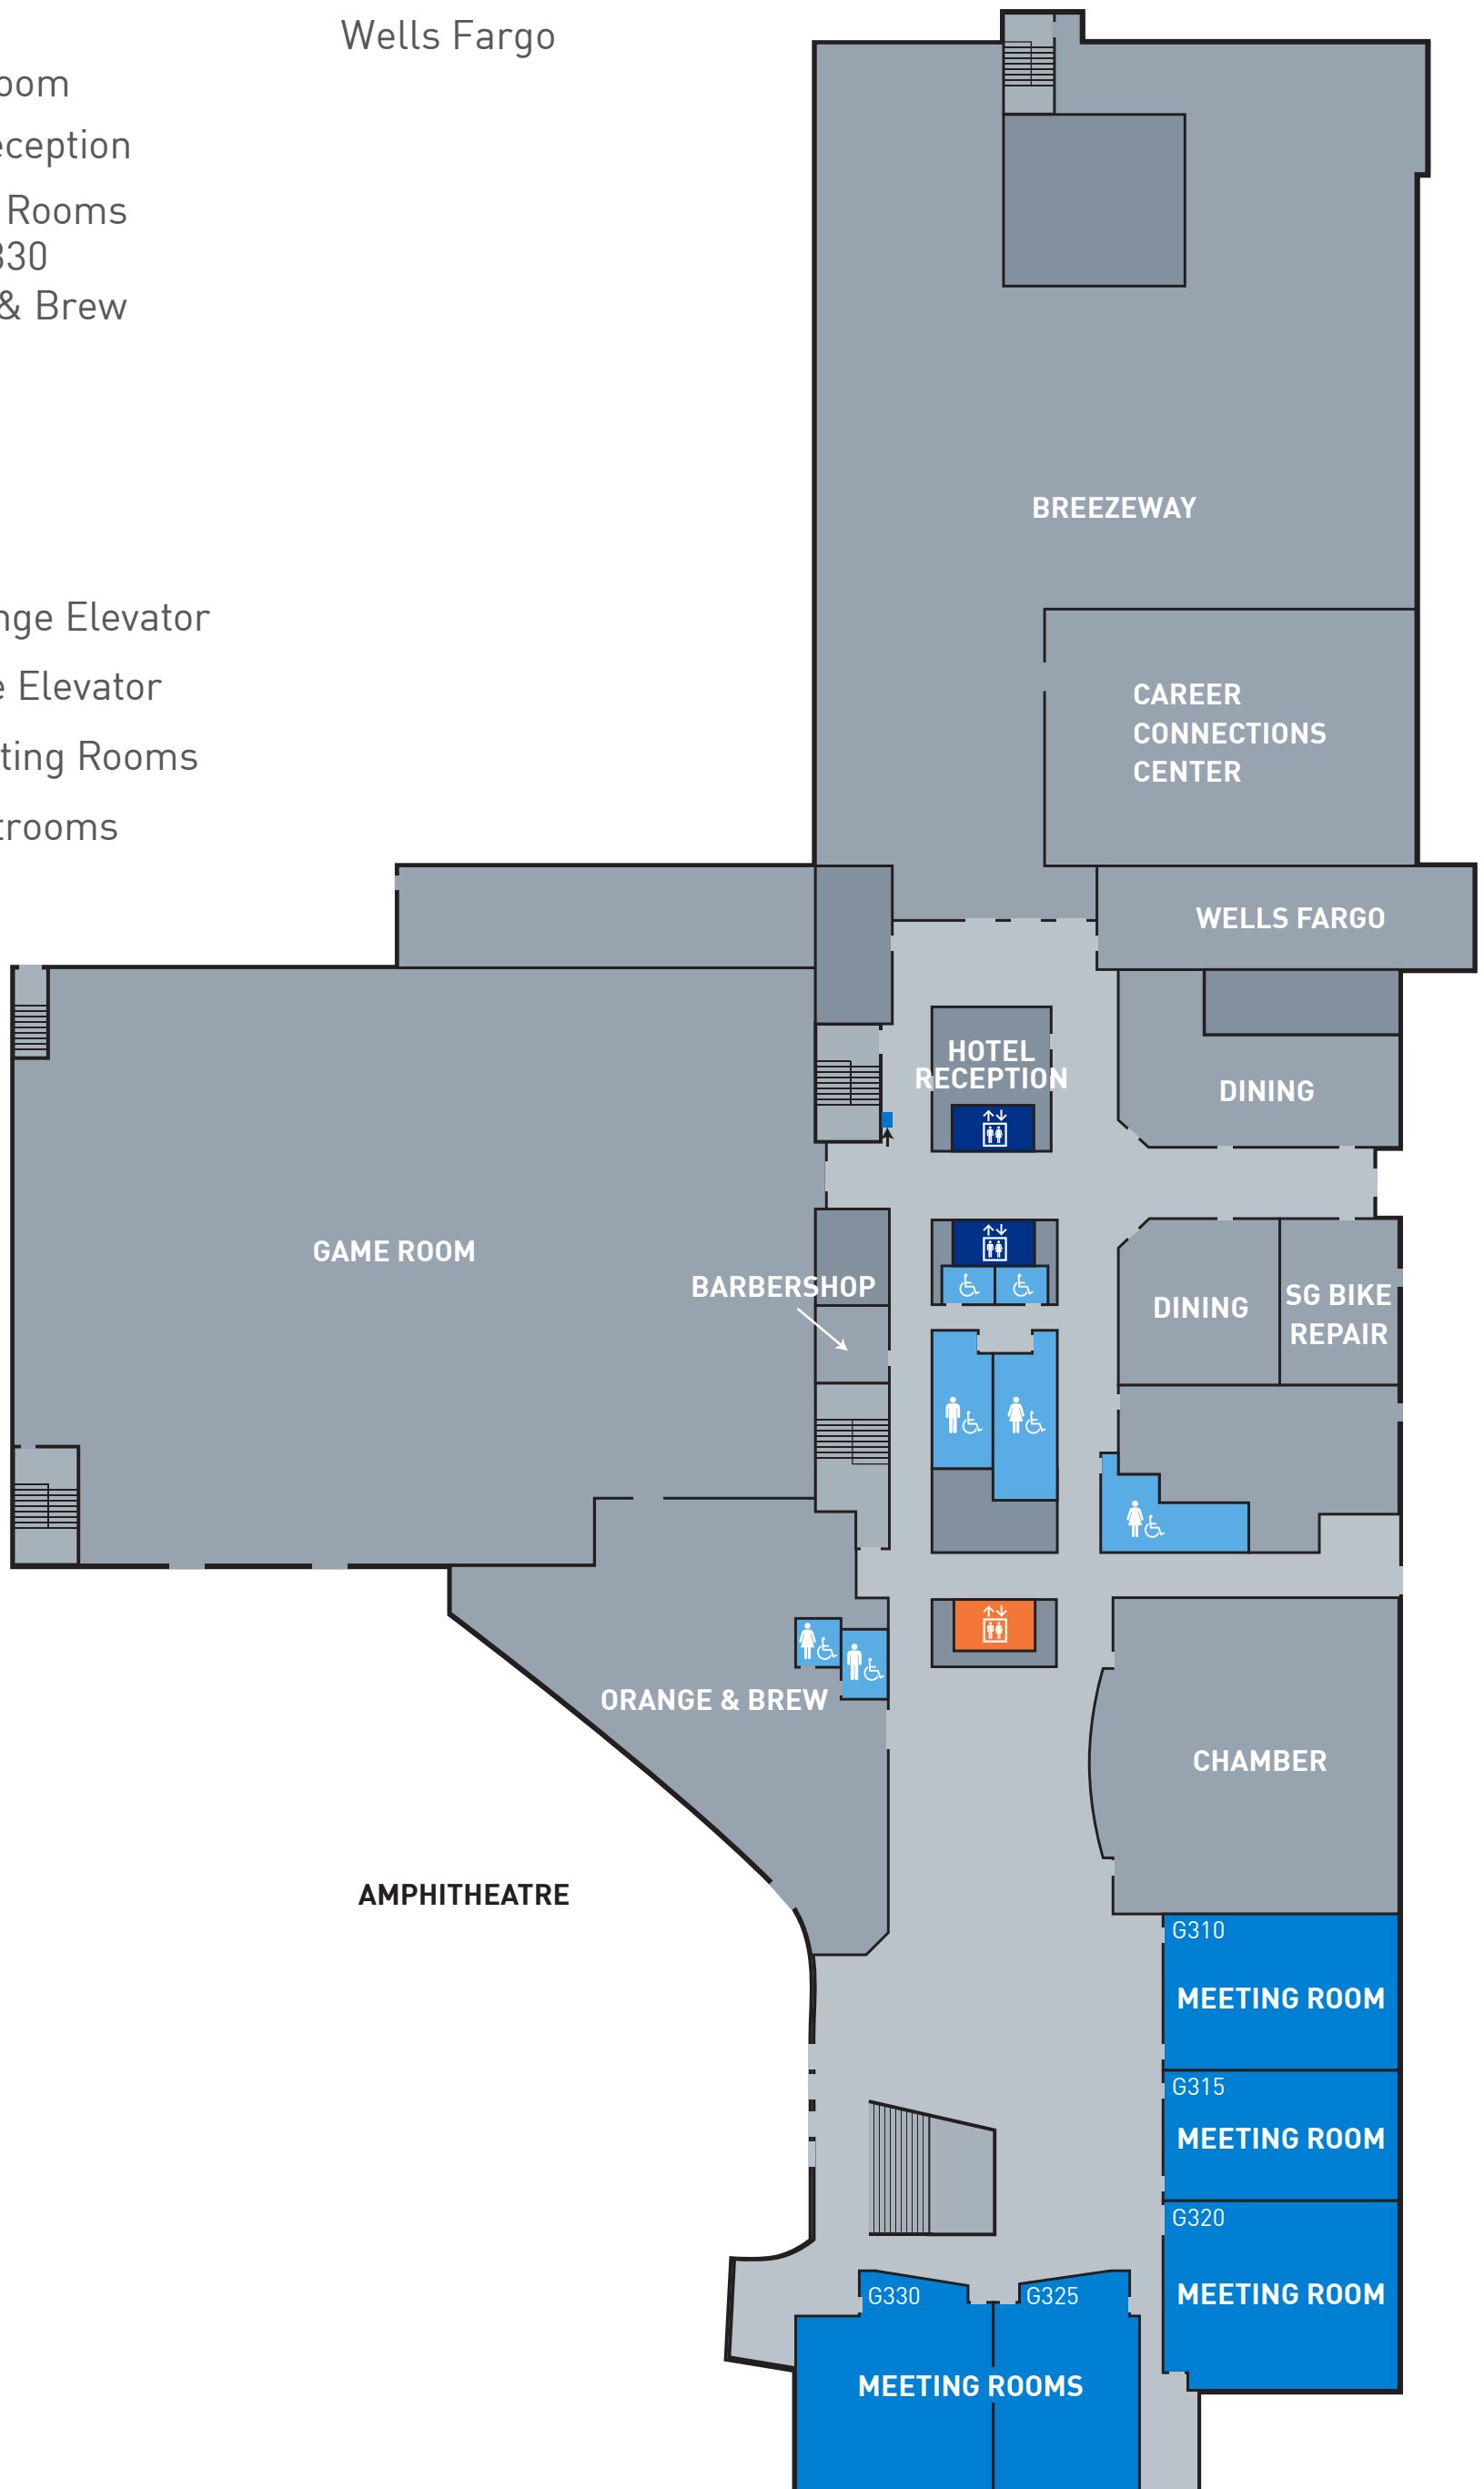 Wells Fargo
oom
eception
Rooms
330
& Brew
nge Elevator
e Elevator
ting Rooms
trooms
BREEZEWAY
CAREER
CONNECTIONS
CENTER
WELLS FARGO
HOTEL
RECEPTION
DINING
GAME ROOM
BARBERSHOP
DINING
SG BIKE
REPAIR
ORANGE & BREW
CHAMBER
AMPHITHEATRE
G310
MEETING ROOM
G315
MEETING ROOM
G320
MEETING ROOM
G330
G325
MEETING ROOMS